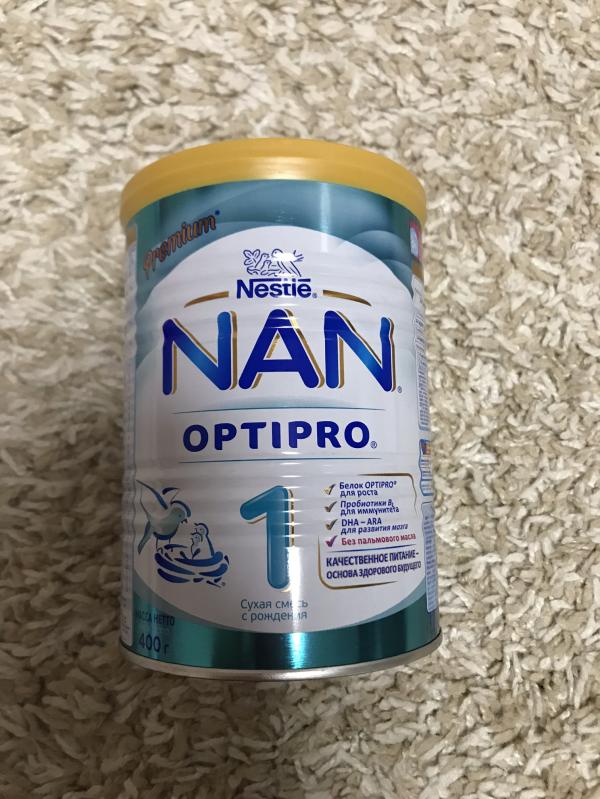 Premium
Nestlé
NAN
OPTIPRO
1
Белок OPTIPRO®
для роста
Пробиотики BL
для иммунитета
DHA – ARA
для развития мозга
Без пальмового масла
КАЧЕСТВЕННОЕ ПИТАНИЕ –
ОСНОВА ЗДОРОВОГО БУДУЩЕГО
Сухая смесь
с рождения
МАССА НЕТТО
400 г